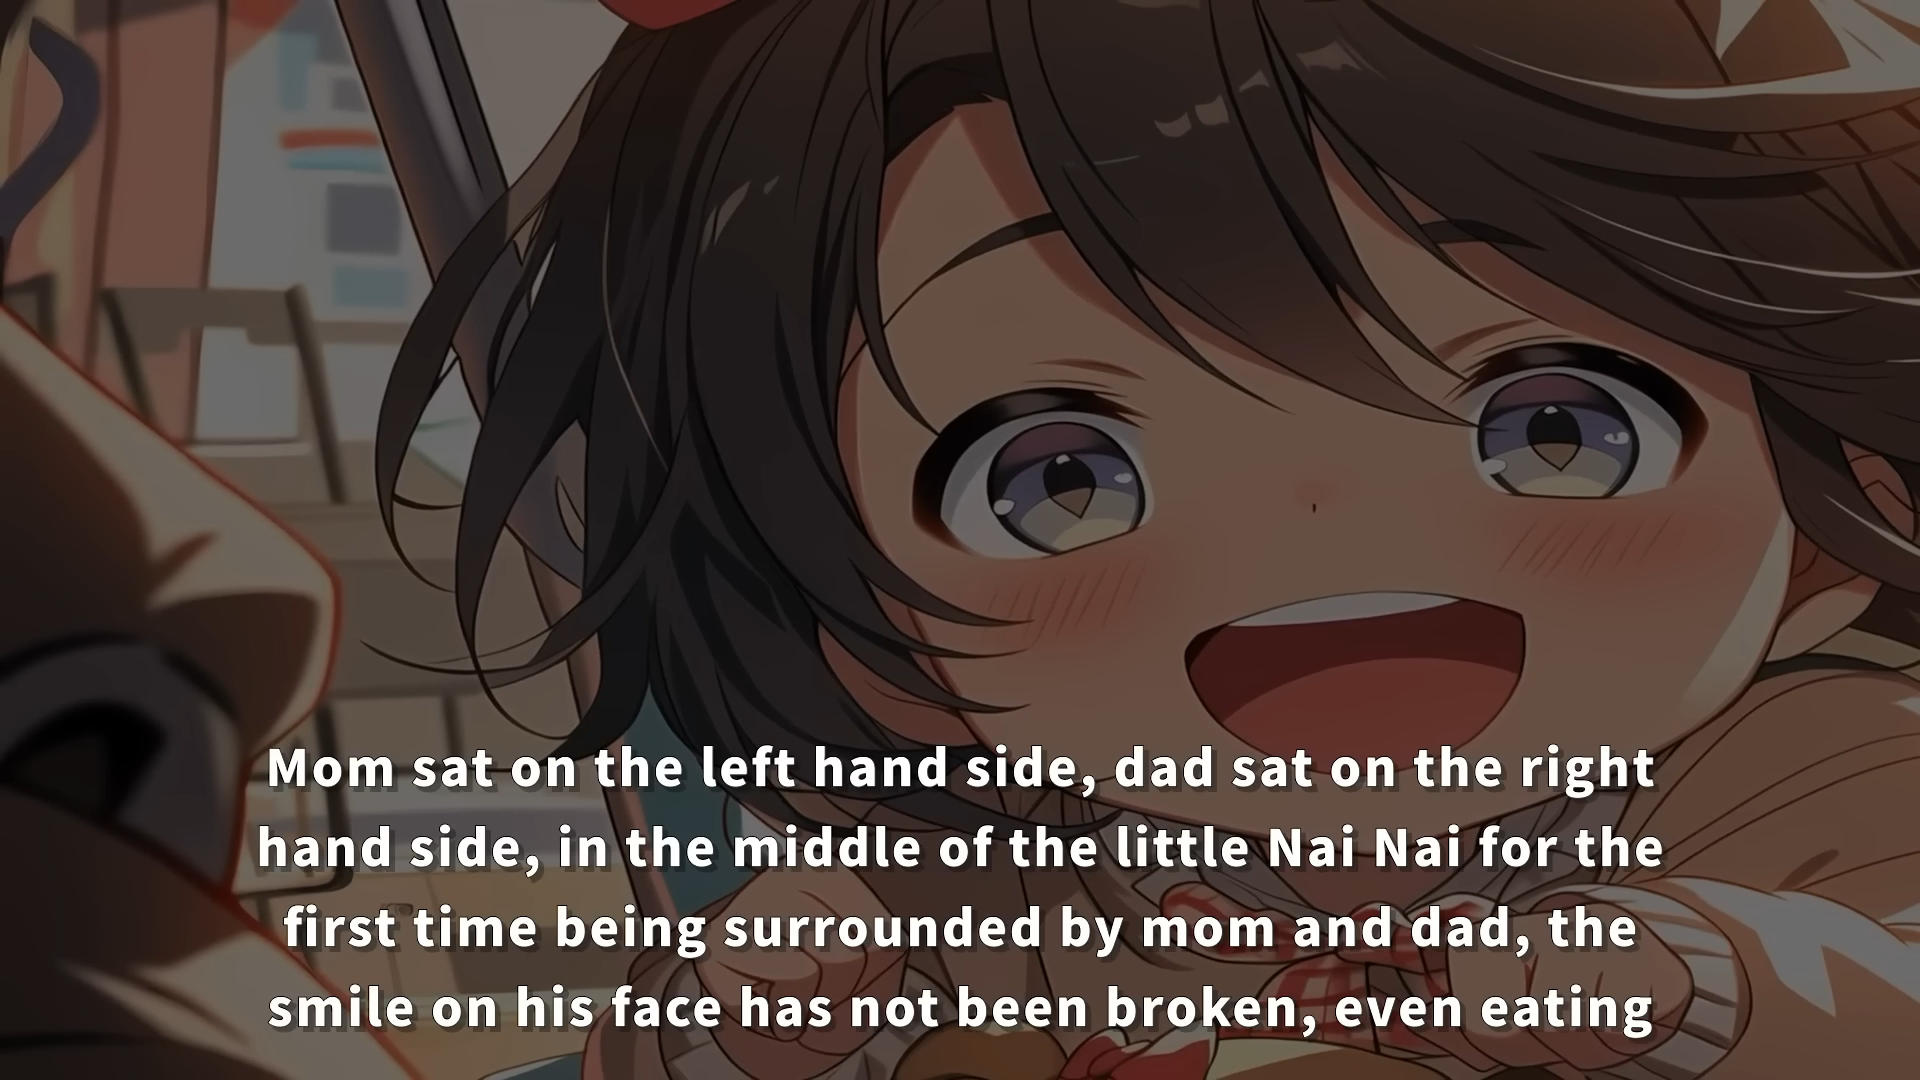 Mom sat on the left hand side, dad sat on the right
hand side, in the middle of the little Nai Nai for the
first time being surrounded by mom and dad, the
smile on his face has not been broken, even eating